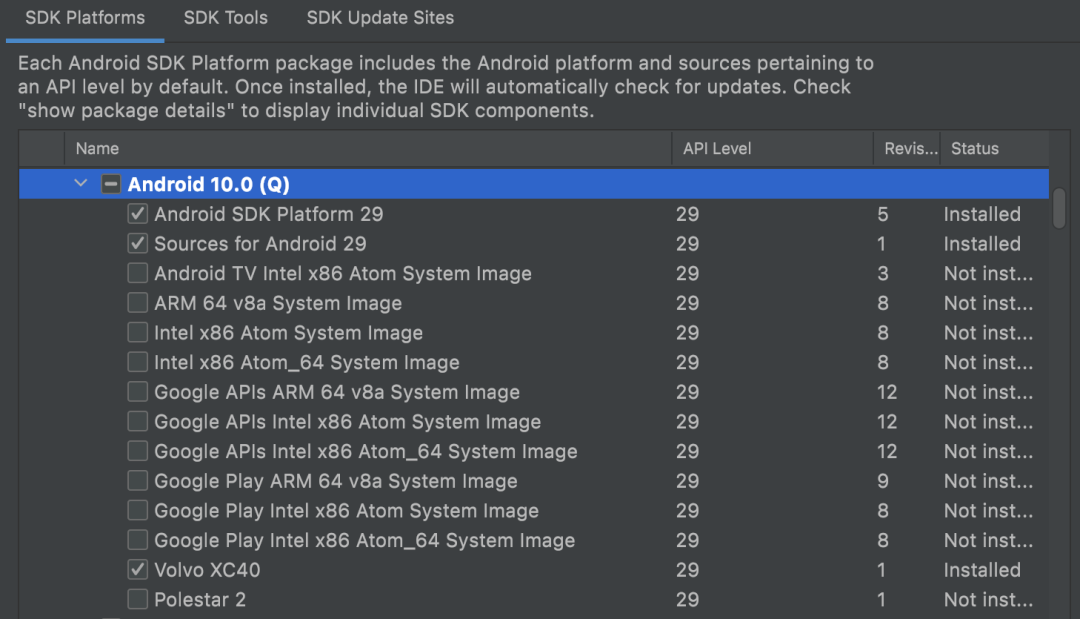 SDK Platforms SDK Tools SDK Update Sites
Each Android SDK Platform package includes the Android platform and sources pertaining to
an API level by default. Once installed, the IDE will automatically check for updates. Check
"show package details" to display individual SDK components.
Name API Level Revis... Status
Android 10.0 (Q)
Android SDK Platform 29 29 5 Installed
Sources for Android 29 29 1 Installed
Android TV Intel x86 Atom System Image 29 3 Not inst...
ARM 64 v8a System Image 29 8 Not inst...
Intel x86 Atom System Image 29 8 Not inst...
Intel x86 Atom_64 System Image 29 8 Not inst...
Google APIs ARM 64 v8a System Image 29 12 Not inst...
Google APIs Intel x86 Atom System Image 29 12 Not inst...
Google APIs Intel x86 Atom_64 System Image 29 12 Not inst...
Google Play ARM 64 v8a System Image 29 9 Not inst...
Google Play Intel x86 Atom System Image 29 8 Not inst...
Google Play Intel x86 Atom_64 System Image 29 8 Not inst...
Volvo XC40 29 1 Installed
Polestar 2 29 1 Not inst...